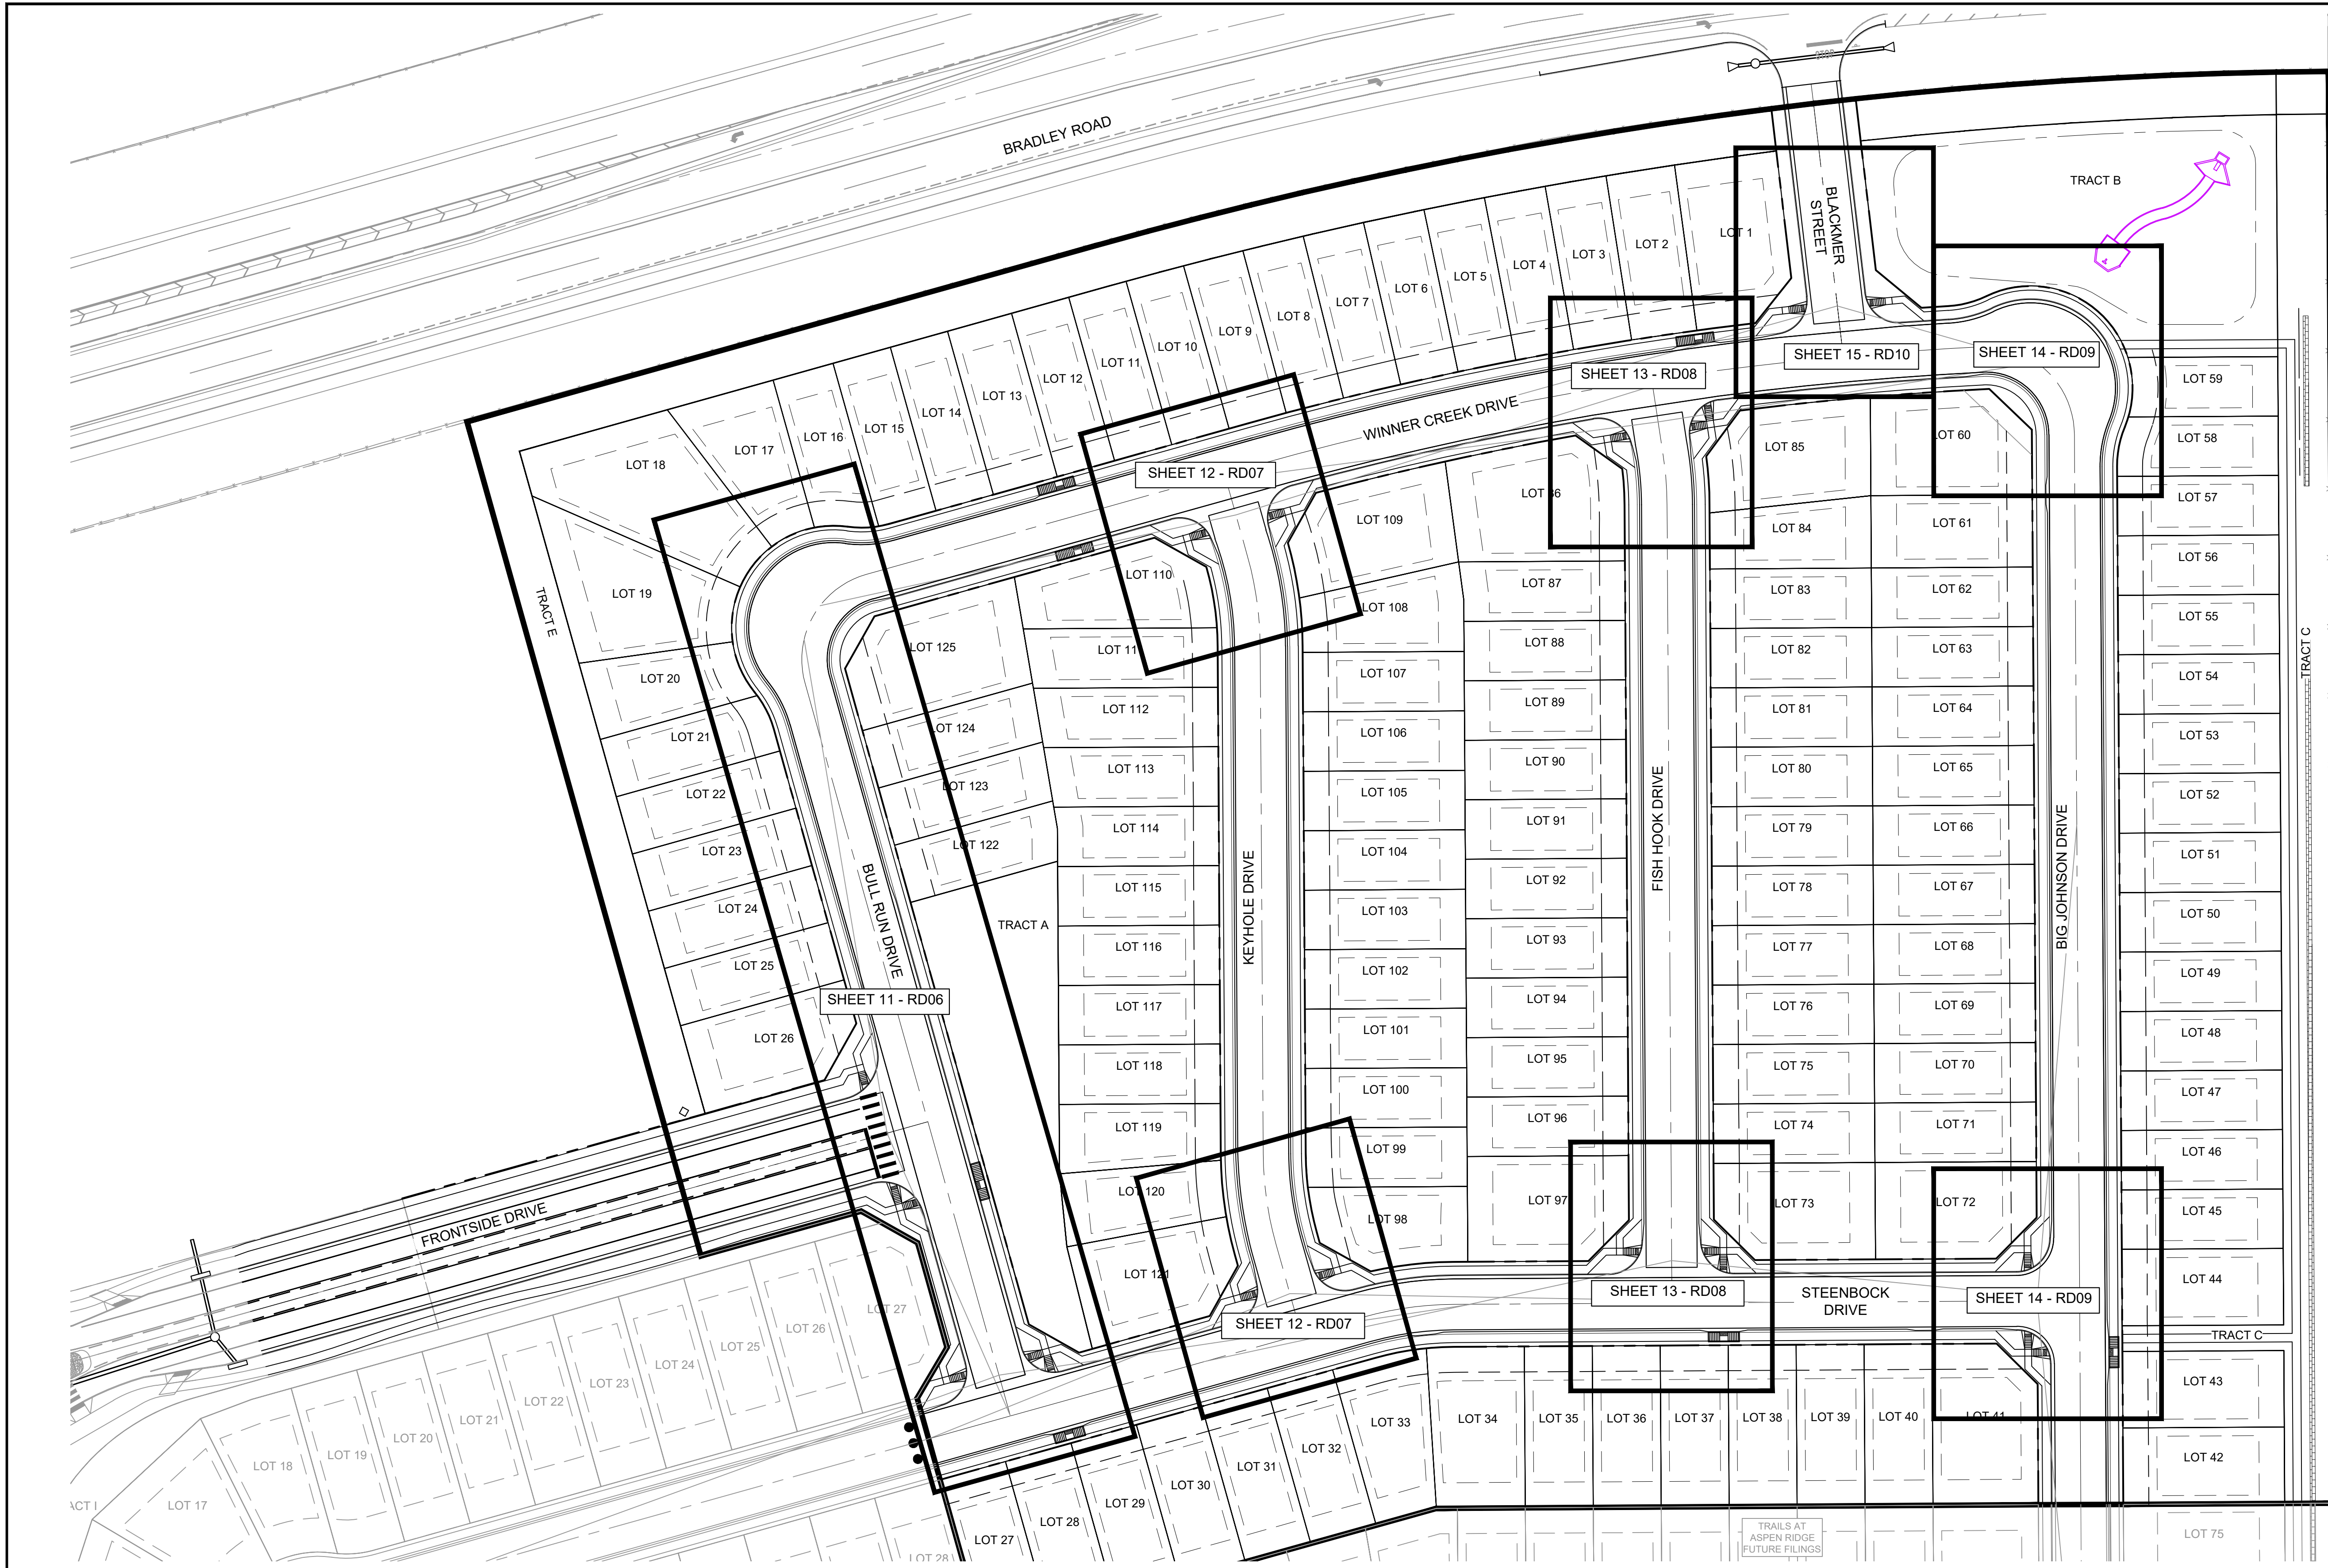 BRADLEY ROAD
STOP
BLACKMER
STREET
TRACT B
LOT 1
LOT 2
LOT 3
LOT 4
LOT 5
LOT 6
LOT 7
LOT 8
LOT 9
LOT 10
LOT 11
LOT 12
LOT 13
LOT 14
LOT 15
LOT 16
LOT 17
LOT 18
LOT 19
LOT 20
LOT 21
LOT 22
LOT 23
LOT 24
LOT 25
LOT 26
TRACT E
SHEET 15 - RD10
SHEET 14 - RD09
SHEET 13 - RD08
SHEET 12 - RD07
SHEET 11 - RD06
WINNER CREEK DRIVE
BULL RUN DRIVE
KEYHOLE DRIVE
FISH HOOK DRIVE
BIG JOHNSON DRIVE
FRONTSIDE DRIVE
LOT 125
LOT 124
LOT 123
LOT 122
TRACT A
LOT 110
LOT 11
LOT 112
LOT 113
LOT 114
LOT 115
LOT 116
LOT 117
LOT 118
LOT 119
LOT 120
LOT 121
LOT 109
LOT 108
LOT 107
LOT 106
LOT 105
LOT 104
LOT 103
LOT 102
LOT 101
LOT 100
LOT 99
LOT 98
LOT 86
LOT 87
LOT 88
LOT 89
LOT 90
LOT 91
LOT 92
LOT 93
LOT 94
LOT 95
LOT 96
LOT 97
LOT 85
LOT 84
LOT 83
LOT 82
LOT 81
LOT 80
LOT 79
LOT 78
LOT 77
LOT 76
LOT 75
LOT 74
LOT 73
LOT 60
LOT 61
LOT 62
LOT 63
LOT 64
LOT 65
LOT 66
LOT 67
LOT 68
LOT 69
LOT 70
LOT 71
LOT 72
LOT 59
LOT 58
LOT 57
LOT 56
LOT 55
LOT 54
LOT 53
LOT 52
LOT 51
LOT 50
LOT 49
LOT 48
LOT 47
LOT 46
LOT 45
LOT 44
TRACT C
TRACT C
LOT 43
LOT 42
LOT 75
SHEET 12 - RD07
SHEET 13 - RD08
SHEET 14 - RD09
STEENBOCK
DRIVE
LOT 27
LOT 26
LOT 25
LOT 24
LOT 23
LOT 22
LOT 21
LOT 20
LOT 19
LOT 18
LOT 17
ACT I
LOT 28
LOT 27
LOT 28
LOT 29
LOT 30
LOT 31
LOT 32
LOT 33
LOT 34
LOT 35
LOT 36
LOT 37
LOT 38
LOT 39
LOT 40
LOT 41
TRAILS AT
ASPEN RIDGE
FUTURE FILINGS